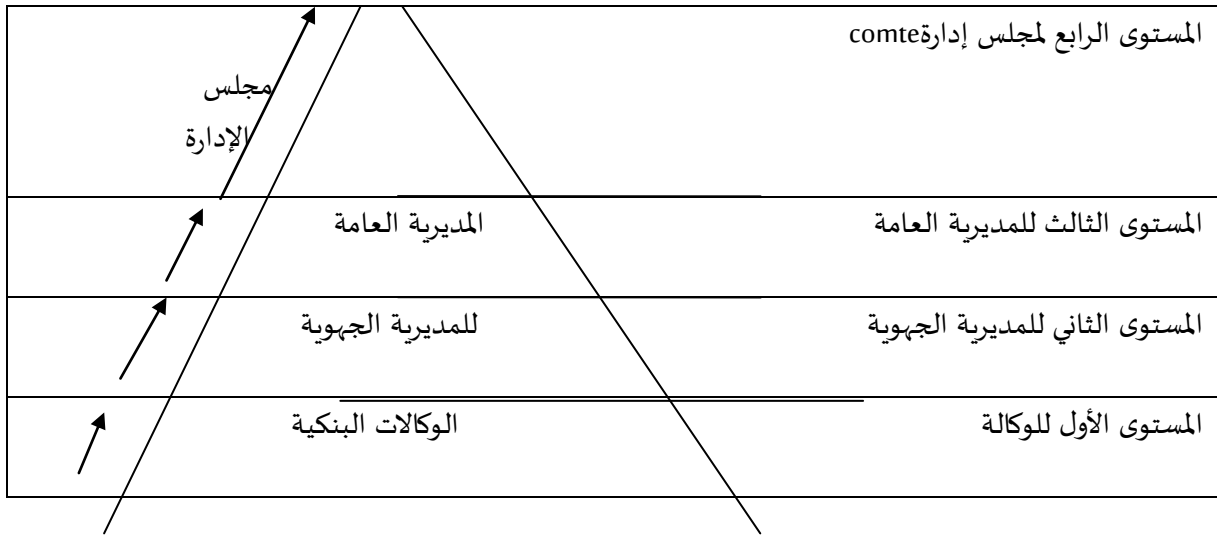 المستوى الرابع لمجلس إدارةcomte
مجلس
الإدارة
المستوى الثالث للمديرية العامة
المديرية العامة
المستوى الثاني للمديرية الجهوية
للمديرية الجهوية
المستوى الأول للوكالة
الوكالات البنكية